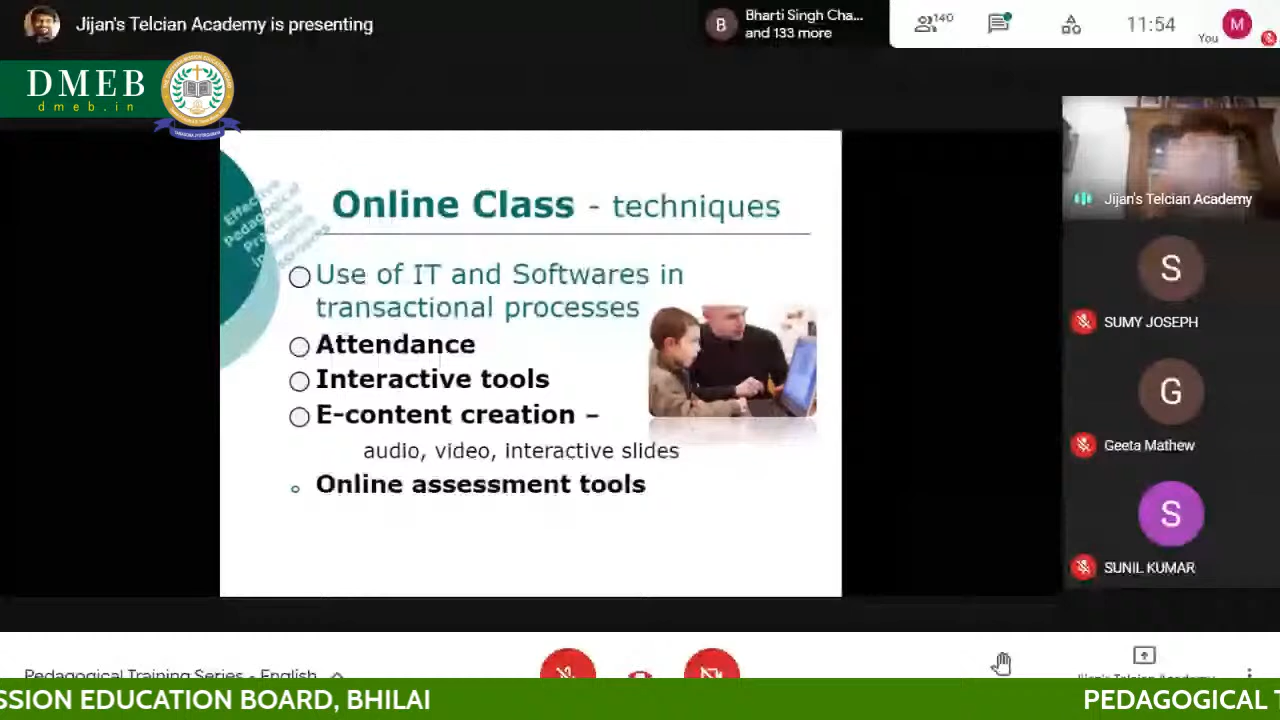 Jijan's Telcian Academy is presenting
B
Bharti Singh Cha...
and 133 more
140
11:54
You
M
DMEB
dmeb.in
Online Class - techniques
Effective
Pedagogical
Use of IT and Softwares in
transactional processes
Attendance
Interactive tools
E-content creation –
audio, video, interactive slides
Online assessment tools
Jijan's Telcian Academy
S
SUMY JOSEPH
G
Geeta Mathew
S
SUNIL KUMAR
Pedagogical Training Series - English
SSION EDUCATION BOARD, BHILAI
PEDAGOGICAL T